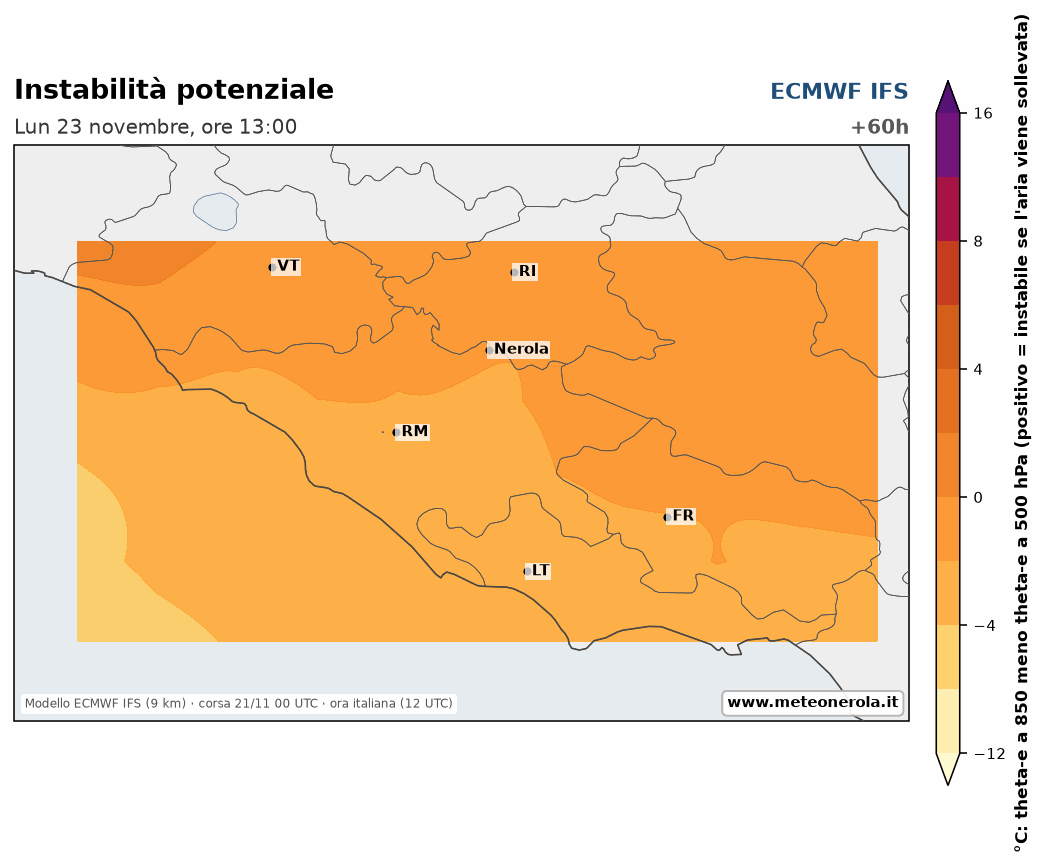 Instabilità potenziale
ECMWF IFS
Lun 23 novembre, ore 13:00
+60h
VT
RI
Nerola
RM
FR
LT
Modello ECMWF IFS (9 km) · corsa 21/11 00 UTC · ora italiana (12 UTC)
www.meteonerola.it
16
8
4
0
−4
−12
°C: theta-e a 850 meno theta-e a 500 hPa (positivo = instabile se l'aria viene sollevata)